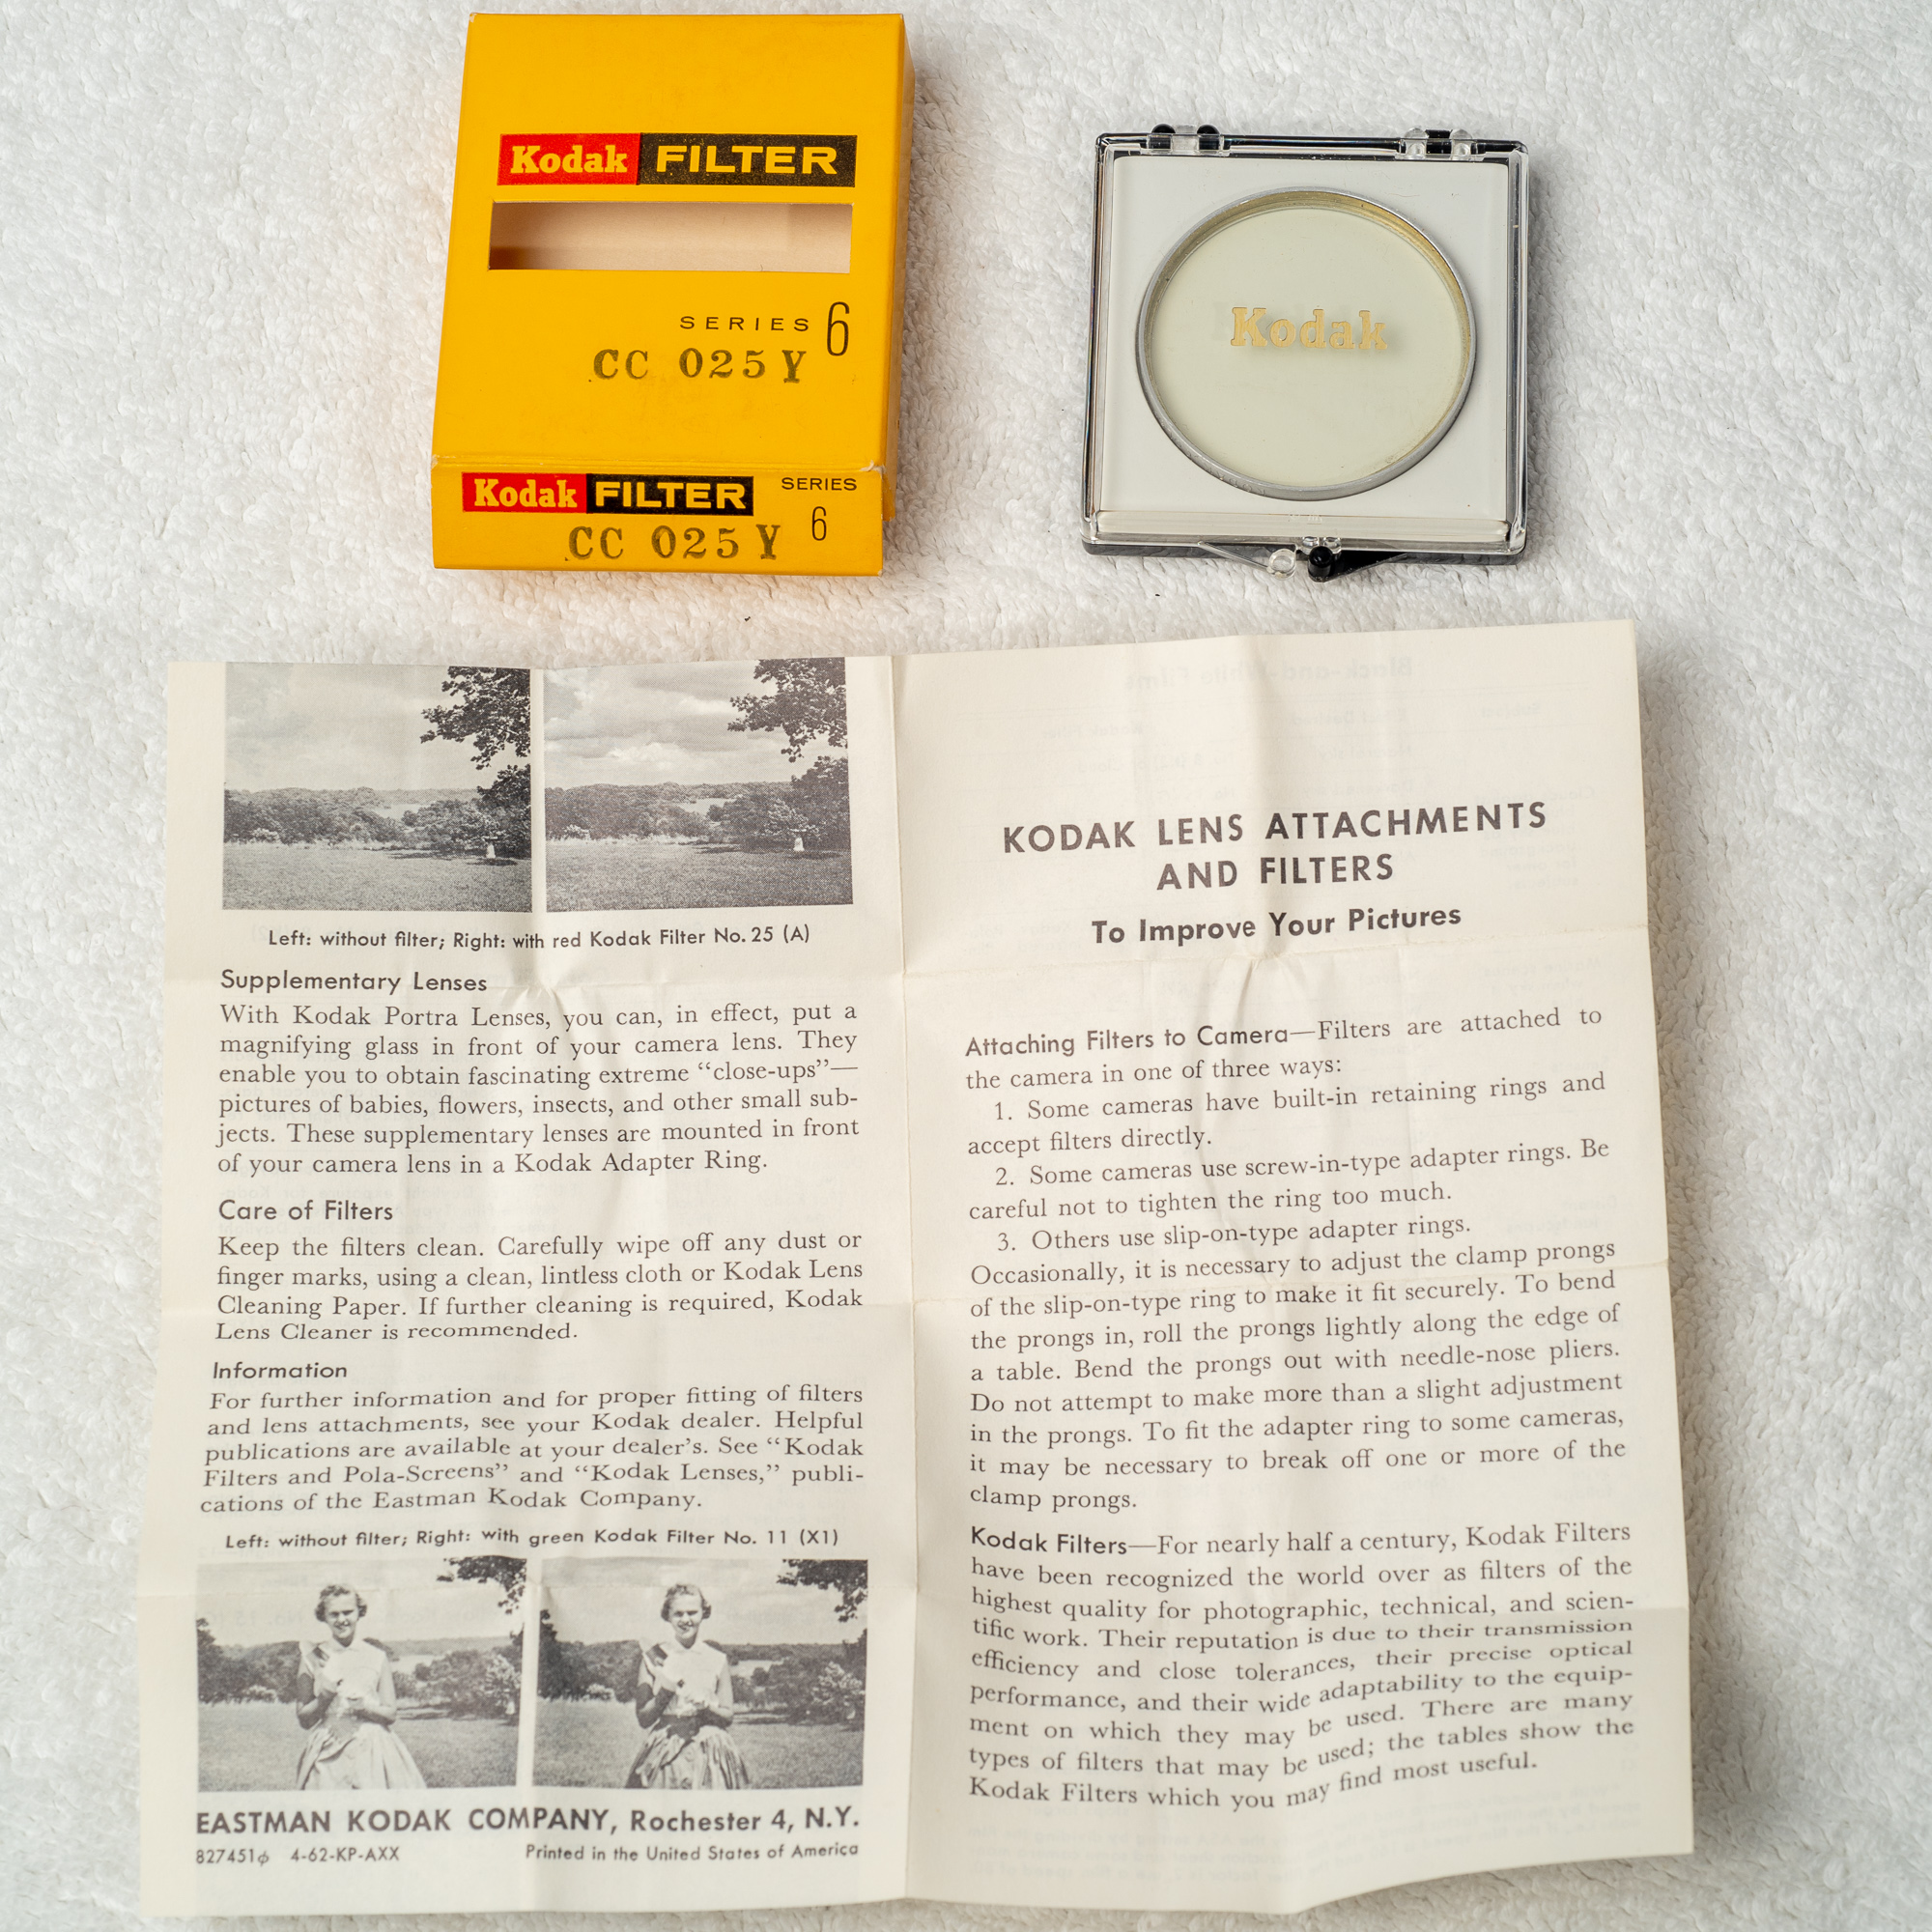 Kodak FILTER
SERIES 6
CC 025 Y
Kodak FILTER SERIES
6
CC 025 Y
Kodak
Left: without filter; Right: with red Kodak Filter No. 25 (A)
Supplementary Lenses
With Kodak Portra Lenses, you can, in effect, put a
magnifying glass in front of your camera lens. They
enable you to obtain fascinating extreme “close-ups”—
pictures of babies, flowers, insects, and other small sub-
jects. These supplementary lenses are mounted in front
of your camera lens in a Kodak Adapter Ring.
Care of Filters
Keep the filters clean. Carefully wipe off any dust or
finger marks, using a clean, lintless cloth or Kodak Lens
Cleaning Paper. If further cleaning is required, Kodak
Lens Cleaner is recommended.
Information
For further information and for proper fitting of filters
and lens attachments, see your Kodak dealer. Helpful
publications are available at your dealer's. See “Kodak
Filters and Pola-Screens” and “Kodak Lenses,” publi-
cations of the Eastman Kodak Company.
Left: without filter; Right: with green Kodak Filter No. 11 (X1)
EASTMAN KODAK COMPANY, Rochester 4, N.Y.
827451ϕ 4-62-KP-AXX Printed in the United States of America
KODAK LENS ATTACHMENTS
AND FILTERS
To Improve Your Pictures
Attaching Filters to Camera—Filters are attached to
the camera in one of three ways:
1. Some cameras have built-in retaining rings and
accept filters directly.
2. Some cameras use screw-in-type adapter rings. Be
careful not to tighten the ring too much.
3. Others use slip-on-type adapter rings.
Occasionally, it is necessary to adjust the clamp prongs
of the slip-on-type ring to make it fit securely. To bend
the prongs in, roll the prongs lightly along the edge of
a table. Bend the prongs out with needle-nose pliers.
Do not attempt to make more than a slight adjustment
in the prongs. To fit the adapter ring to some cameras,
it may be necessary to break off one or more of the
clamp prongs.
Kodak Filters—For nearly half a century, Kodak Filters
have been recognized the world over as filters of the
highest quality for photographic, technical, and scien-
tific work. Their reputation is due to their transmission
efficiency and close tolerances, their precise optical
performance, and their wide adaptability to the equip-
ment on which they may be used. There are many
types of filters that may be used; the tables show the
Kodak Filters which you may find most useful.